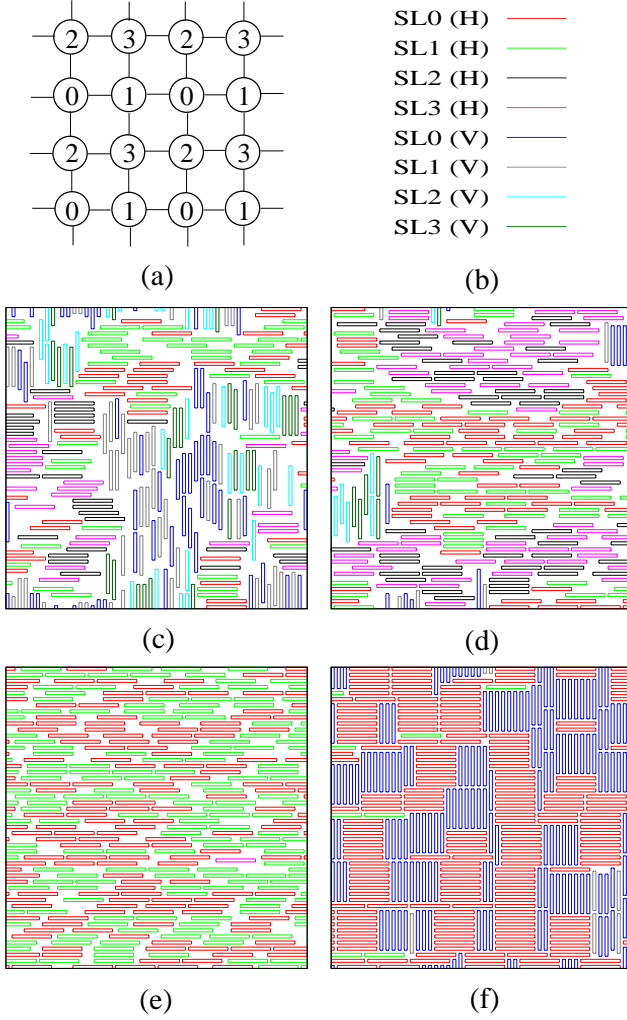 2 3 2 3
0 1 0 1
2 3 2 3
0 1 0 1
(a)
SL0 (H)
SL1 (H)
SL2 (H)
SL3 (H)
SL0 (V)
SL1 (V)
SL2 (V)
SL3 (V)
(b)
(c)
(d)
(e)
(f)